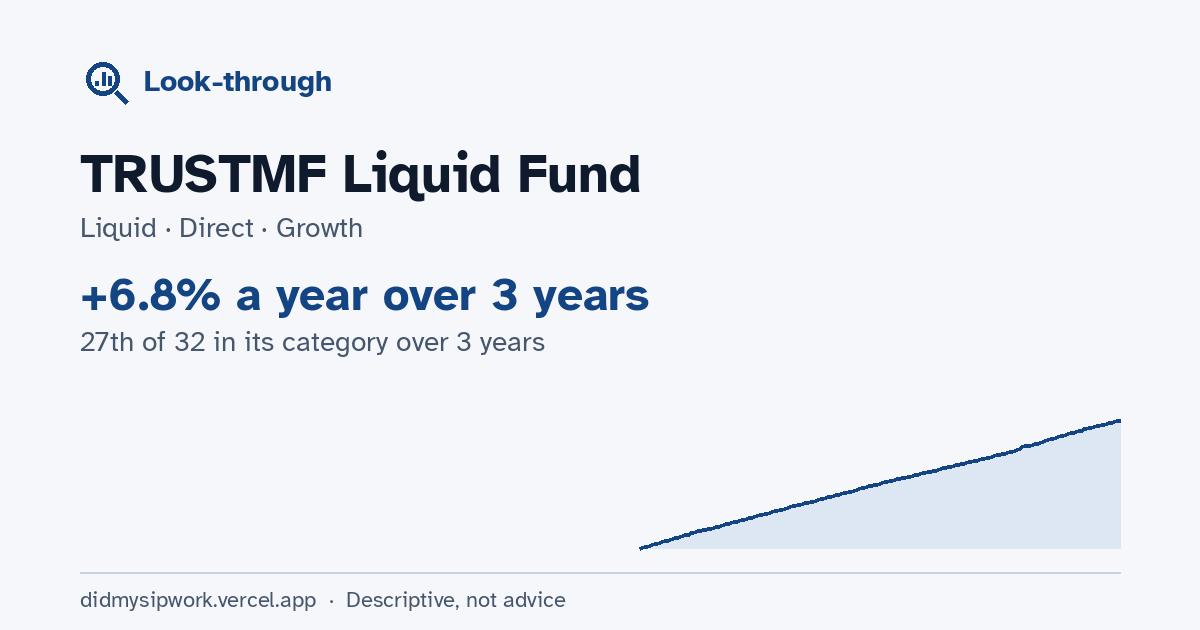 Look-through
TRUSTMF Liquid Fund
Liquid · Direct · Growth
+6.8% a year over 3 years
27th of 32 in its category over 3 years
didmysipwork.vercel.app · Descriptive, not advice